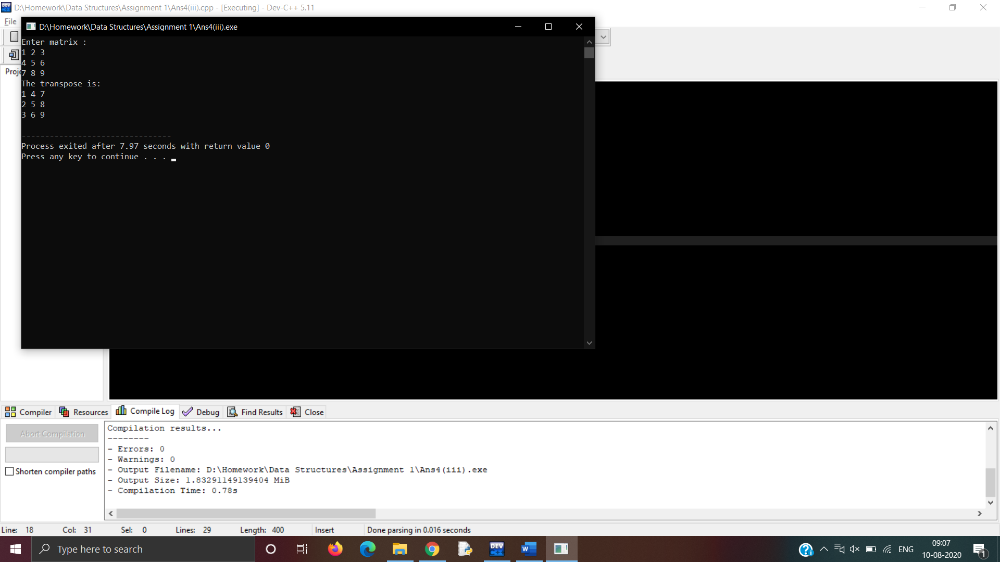 D:\Homework\Data Structures\Assignment 1\Ans4(iii).cpp - [Executing] - Dev-C++ 5.11
File
D:\Homework\Data Structures\Assignment 1\Ans4(iii).exe
Enter matrix :
1 2 3
4 5 6
7 8 9
The transpose is:
1 4 7
2 5 8
3 6 9
--------------------------------
Process exited after 7.97 seconds with return value 0
Press any key to continue . . .
Compiler Resources Compile Log Debug Find Results Close
Abort Compilation
Shorten compiler paths
Compilation results...
--------
- Errors: 0
- Warnings: 0
- Output Filename: D:\Homework\Data Structures\Assignment 1\Ans4(iii).exe
- Output Size: 1.83291149139404 MiB
- Compilation Time: 0.78s
Line: 18 Col: 31 Sel: 0 Lines: 29 Length: 400 Insert Done parsing in 0.016 seconds
Type here to search
DEV C++
W
ENG
09:07
10-08-2020
1